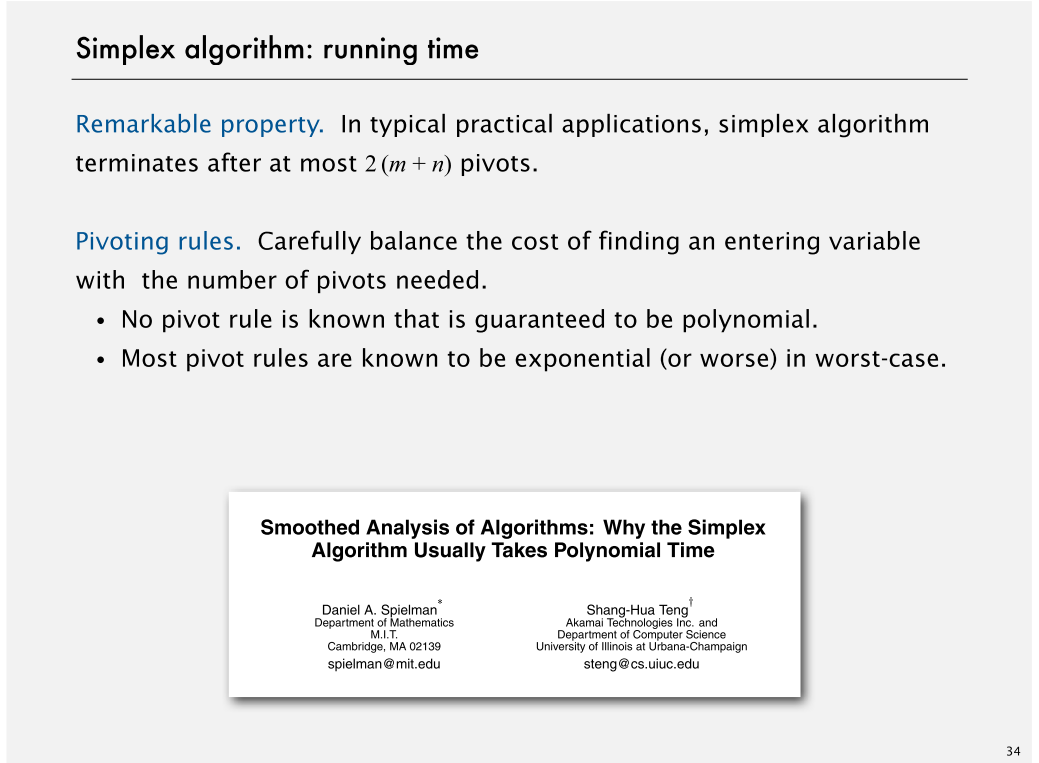 Simplex algorithm: running time
Remarkable property. In typical practical applications, simplex algorithm
terminates after at most 2 (m + n) pivots.
Pivoting rules. Carefully balance the cost of finding an entering variable
with the number of pivots needed.
• No pivot rule is known that is guaranteed to be polynomial.
• Most pivot rules are known to be exponential (or worse) in worst-case.
Smoothed Analysis of Algorithms: Why the Simplex
Algorithm Usually Takes Polynomial Time
Daniel A. Spielman*
Department of Mathematics
M.I.T.
Cambridge, MA 02139
spielman@mit.edu
Shang-Hua Teng†
Akamai Technologies Inc. and
Department of Computer Science
University of Illinois at Urbana-Champaign
steng@cs.uiuc.edu
34